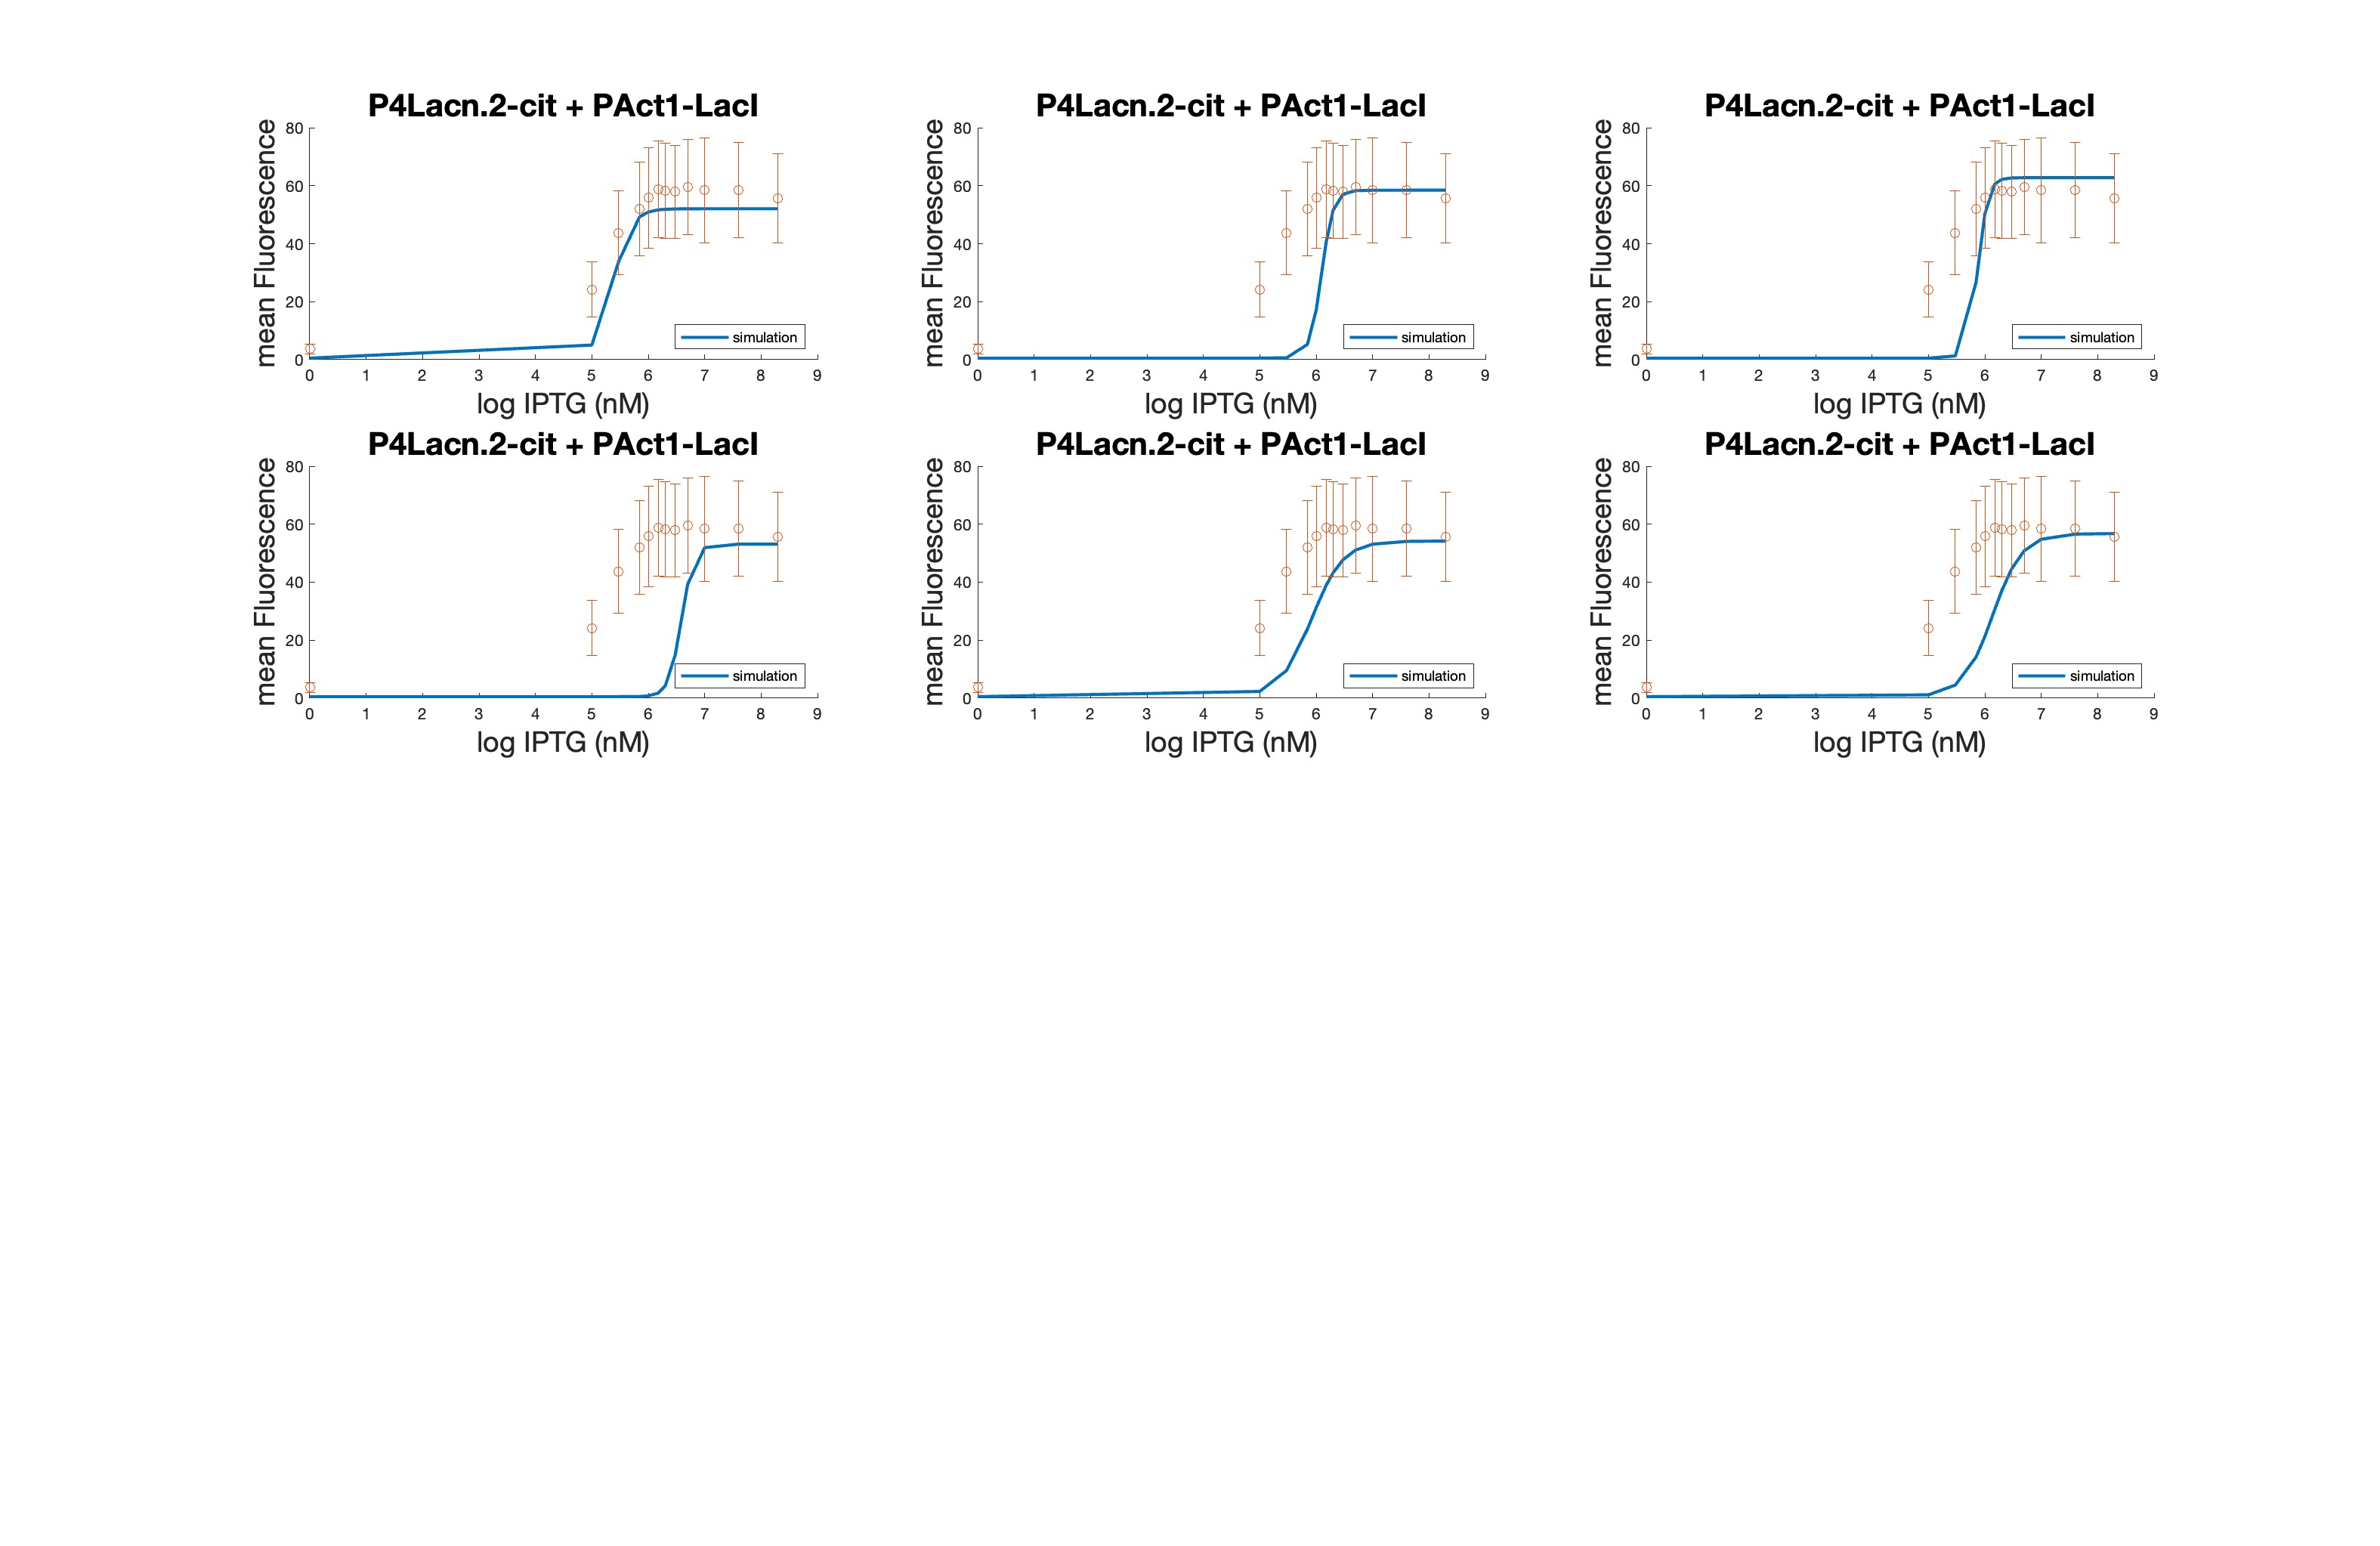 P4Lacn.2-cit + PAct1-LacI
80
60
40
20
0
mean Fluorescence
simulation
0 1 2 3 4 5 6 7 8 9
log IPTG (nM)
P4Lacn.2-cit + PAct1-LacI
80
60
40
20
0
mean Fluorescence
simulation
0 1 2 3 4 5 6 7 8 9
log IPTG (nM)
P4Lacn.2-cit + PAct1-LacI
80
60
40
20
0
mean Fluorescence
simulation
0 1 2 3 4 5 6 7 8 9
log IPTG (nM)
P4Lacn.2-cit + PAct1-LacI
80
60
40
20
0
mean Fluorescence
simulation
0 1 2 3 4 5 6 7 8 9
log IPTG (nM)
P4Lacn.2-cit + PAct1-LacI
80
60
40
20
0
mean Fluorescence
simulation
0 1 2 3 4 5 6 7 8 9
log IPTG (nM)
P4Lacn.2-cit + PAct1-LacI
80
60
40
20
0
mean Fluorescence
simulation
0 1 2 3 4 5 6 7 8 9
log IPTG (nM)